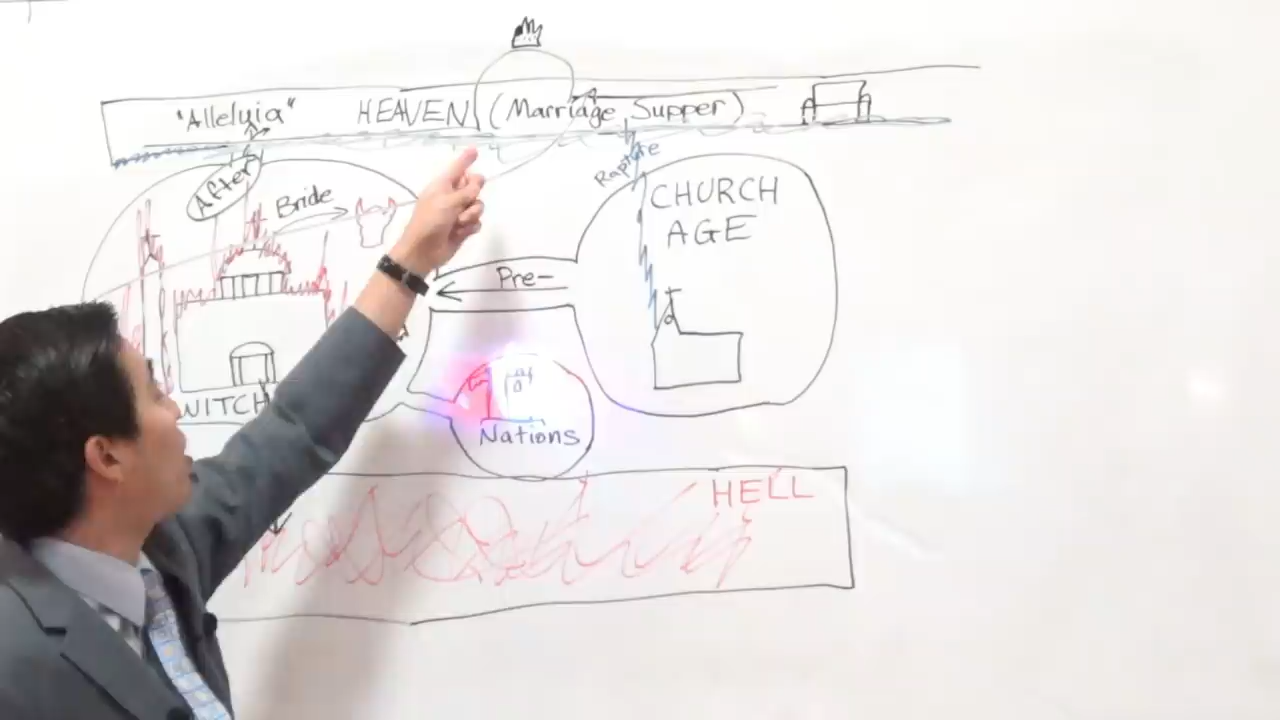 "Alleluia" HEAVEN (Marriage Supper)
Rapture
After
Bride
CHURCH
AGE
Pre-
Nations
HELL